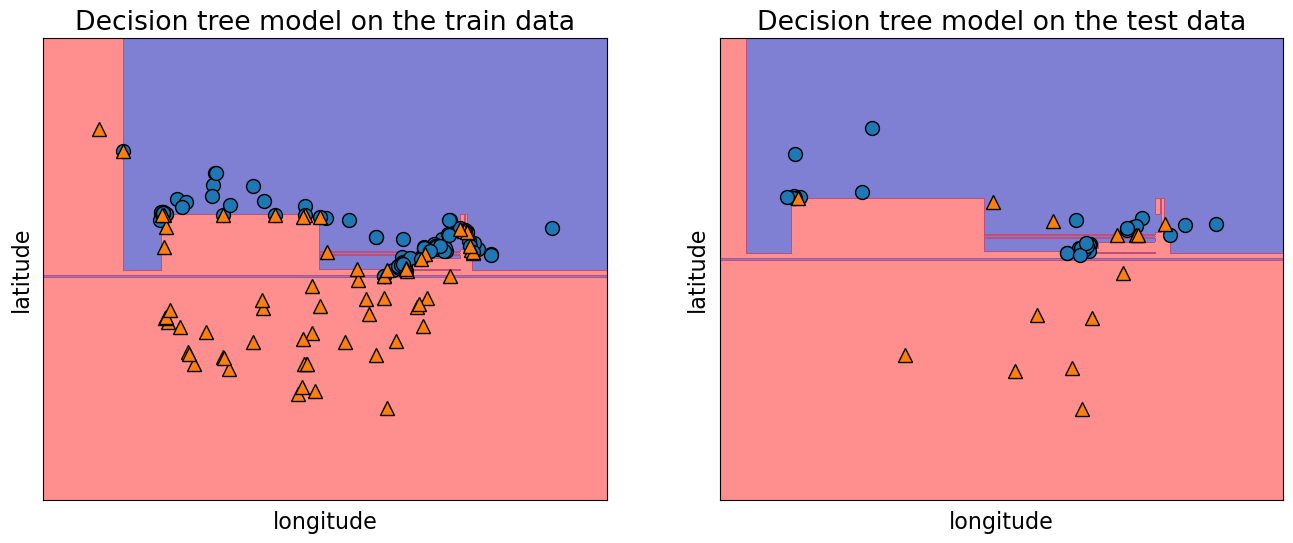 Decision tree model on the train data
Decision tree model on the test data
latitude
latitude
longitude
longitude